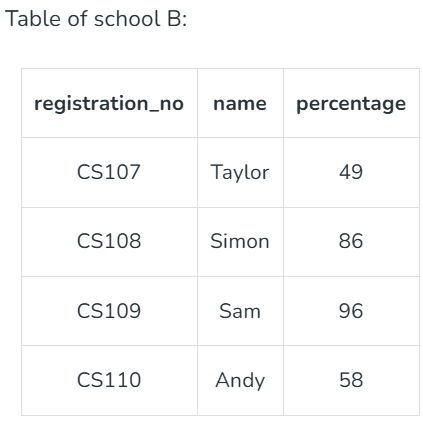 Table of school B:
registration_no name percentage
CS107 Taylor 49
CS108 Simon 86
CS109 Sam 96
CS110 Andy 58